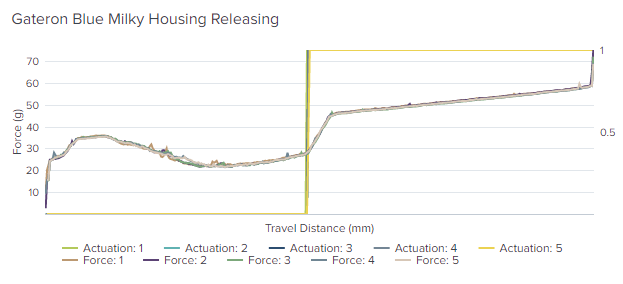 Gateron Blue Milky Housing Releasing
70
60
50
40
30
20
10
Force (g)
1
0.5
Travel Distance (mm)
Actuation: 1 Actuation: 2 Actuation: 3 Actuation: 4 Actuation: 5
Force: 1 Force: 2 Force: 3 Force: 4 Force: 5